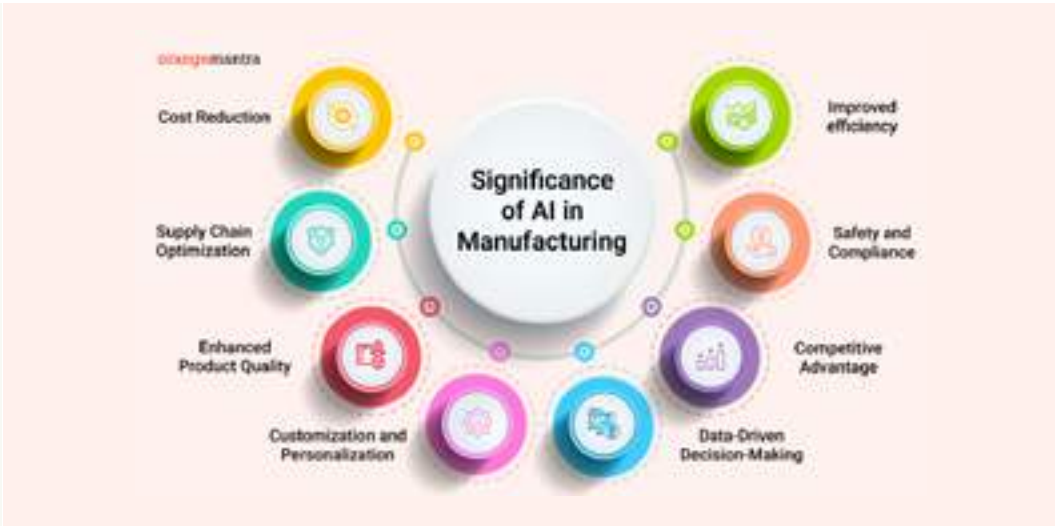 orangemantra
Cost Reduction
Supply Chain
Optimization
Enhanced
Product Quality
Customization and
Personalization
Significance
of AI in
Manufacturing
Improved
efficiency
Safety and
Compliance
Competitive
Advantage
Data-Driven
Decision-Making